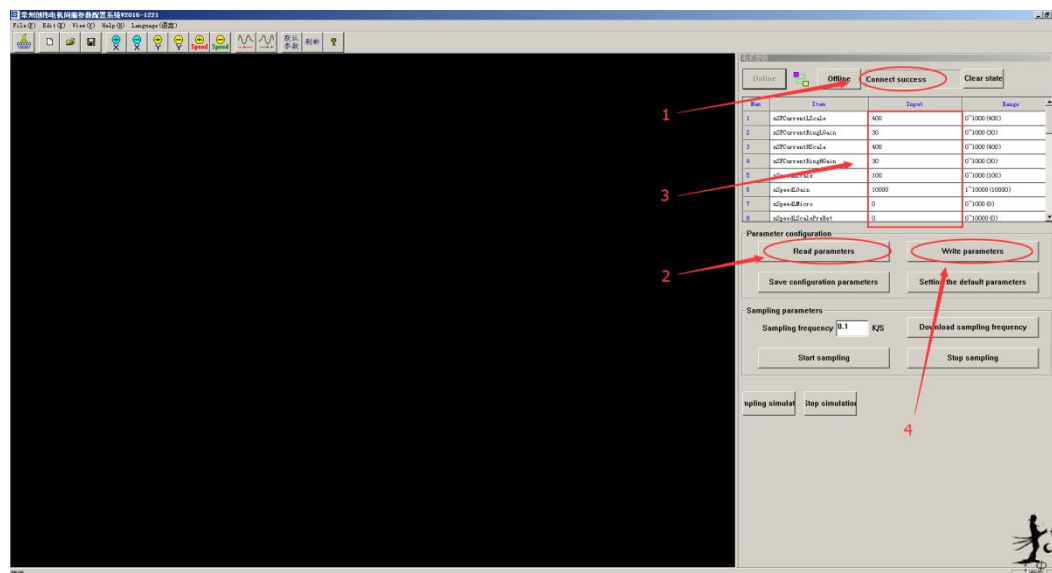 常州创伟电机伺服参数配置系统V2016-1221
File(F) Edit(E) View(V) Help(H) Language(语言)
X X Y Y Speed Speed 默认参数 刷新
Online Offline Connect success Clear state
1
Num Item Input Range
1 nSPCurrentLScale 400 0~1000(400)
2 nSPCurrentRingLGain 30 0~1000(30)
3 nSPCurrentHScale 400 0~1000(400)
4 nSPCurrentRingHGain 30 0~1000(30)
5 100 0~1000(100)
3
6 nSpeedLGain 10000 1~10000(10000)
7 nSpeedLMicro 0 0~1000(0)
8 nSpeedLScalePreSet 0 0~10000(0)
Parameter configuration
Read parameters Write parameters
2
Save configuration parameters Setting the default parameters
Sampling parameters
Sampling frequency 0.1 K/S Download sampling frequency
Start sampling Stop sampling
mpling simulat Stop simulation
4